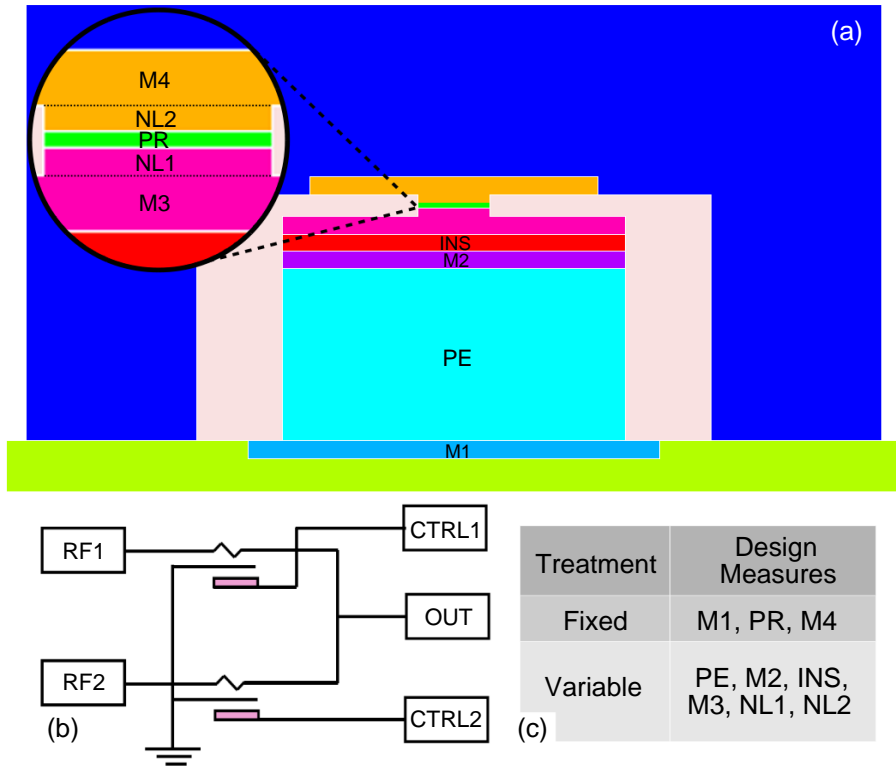 (a)
M4
NL2
PR
NL1
M3
INS
M2
PE
M1
RF1
CTRL1
OUT
RF2
CTRL2
(b)
Treatment Design Measures
Fixed M1, PR, M4
Variable PE, M2, INS,
M3, NL1, NL2
(c)